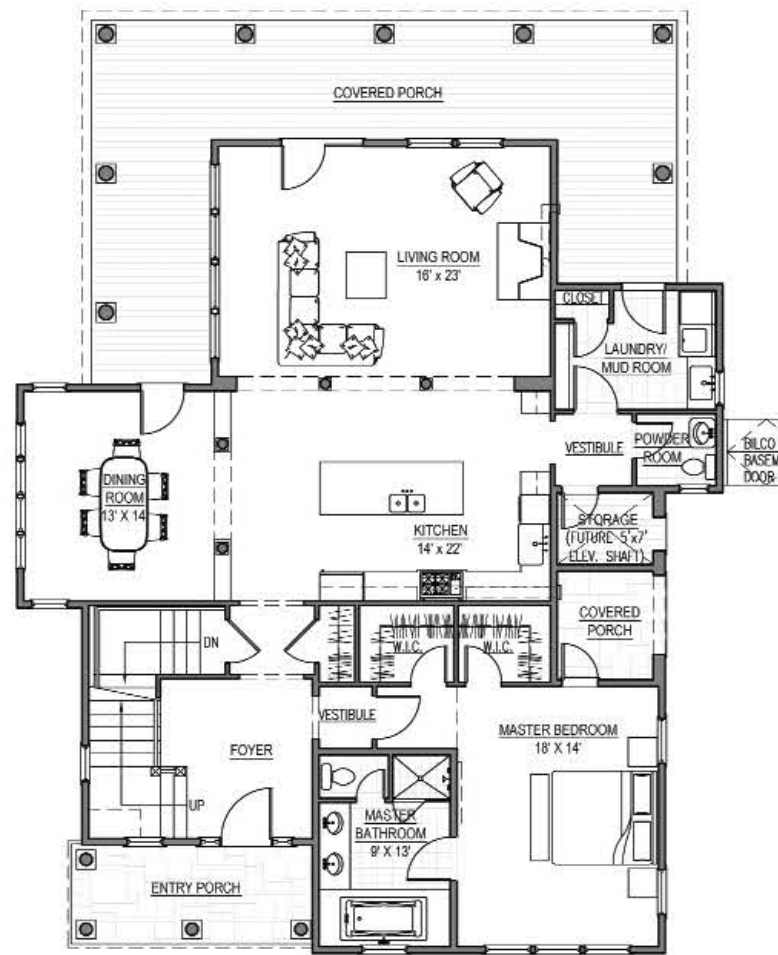 COVERED PORCH
LIVING ROOM
16' x 23'
CLOSET
LAUNDRY/
MUD ROOM
VESTIBULE
POWDER
ROOM
BILCO
BASEM
DOOR
DINING
ROOM
13' X 14
KITCHEN
14' x 22'
STORAGE
(FUTURE 5'x7'
ELEV. SHAFT)
COVERED
PORCH
DN
W.I.C.
W.I.C.
VESTIBULE
MASTER BEDROOM
18' X 14'
FOYER
UP
MASTER
BATHROOM
9' X 13'
ENTRY PORCH